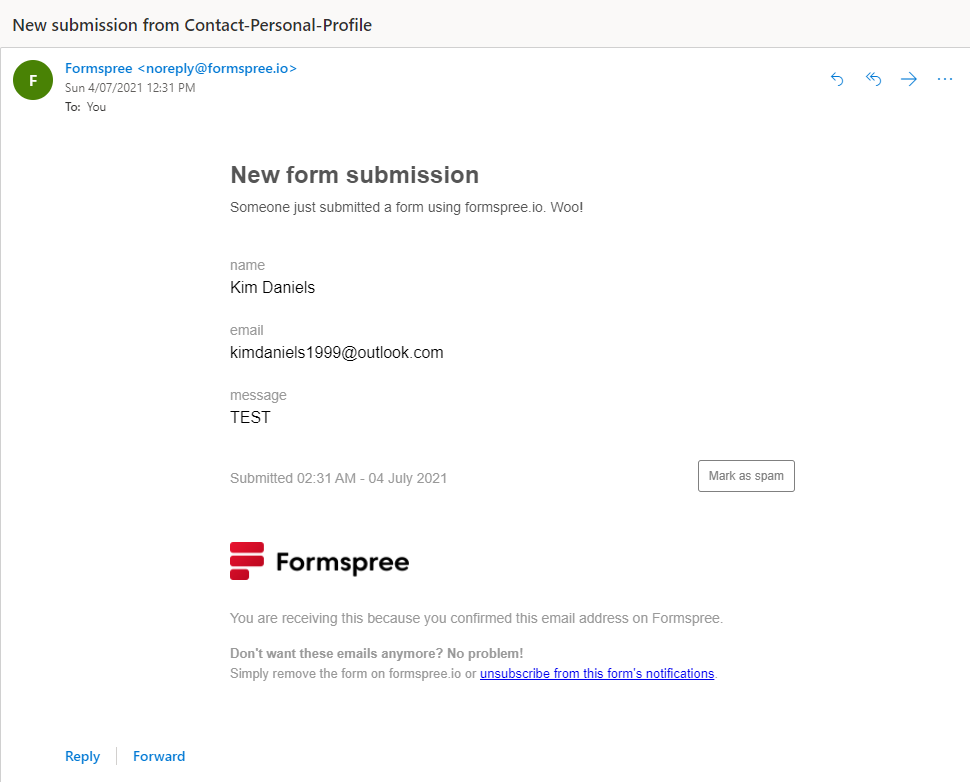 New submission from Contact-Personal-Profile
F
Formspree <noreply@formspree.io>
Sun 4/07/2021 12:31 PM
To: You
New form submission
Someone just submitted a form using formspree.io. Woo!
name
Kim Daniels
email
kimdaniels1999@outlook.com
message
TEST
Submitted 02:31 AM - 04 July 2021
Mark as spam
Formspree
You are receiving this because you confirmed this email address on Formspree.
Don't want these emails anymore? No problem!
Simply remove the form on formspree.io or unsubscribe from this form's notifications.
Reply
Forward